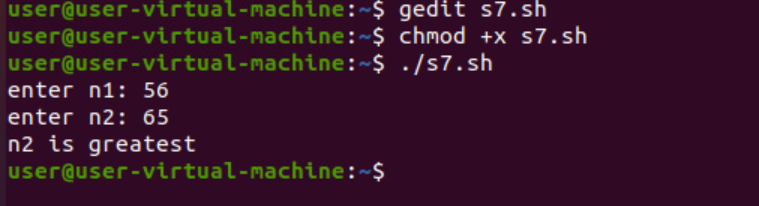 user@user-virtual-machine:~$ gedit s7.sh
user@user-virtual-machine:~$ chmod +x s7.sh
user@user-virtual-machine:~$ ./s7.sh
enter n1: 56
enter n2: 65
n2 is greatest
user@user-virtual-machine:~$